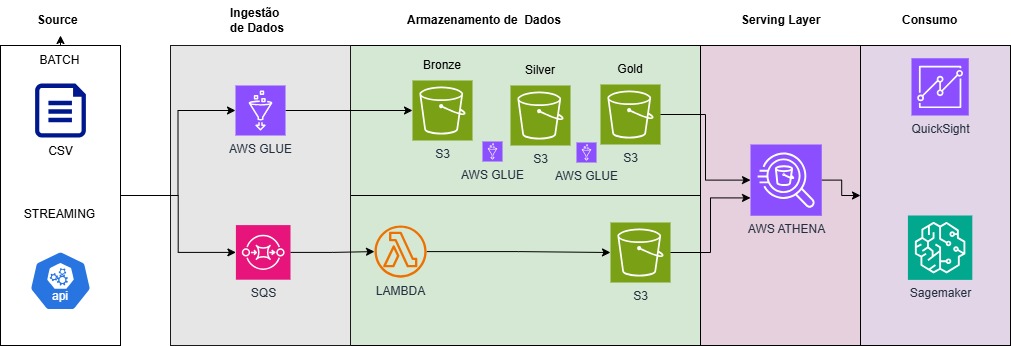 Source
Ingestão
de Dados
Armazenamento de Dados
Serving Layer
Consumo
BATCH
CSV
STREAMING
api
AWS GLUE
SQS
Bronze
Silver
Gold
S3
S3
S3
AWS GLUE
AWS GLUE
LAMBDA
S3
AWS ATHENA
QuickSight
Sagemaker